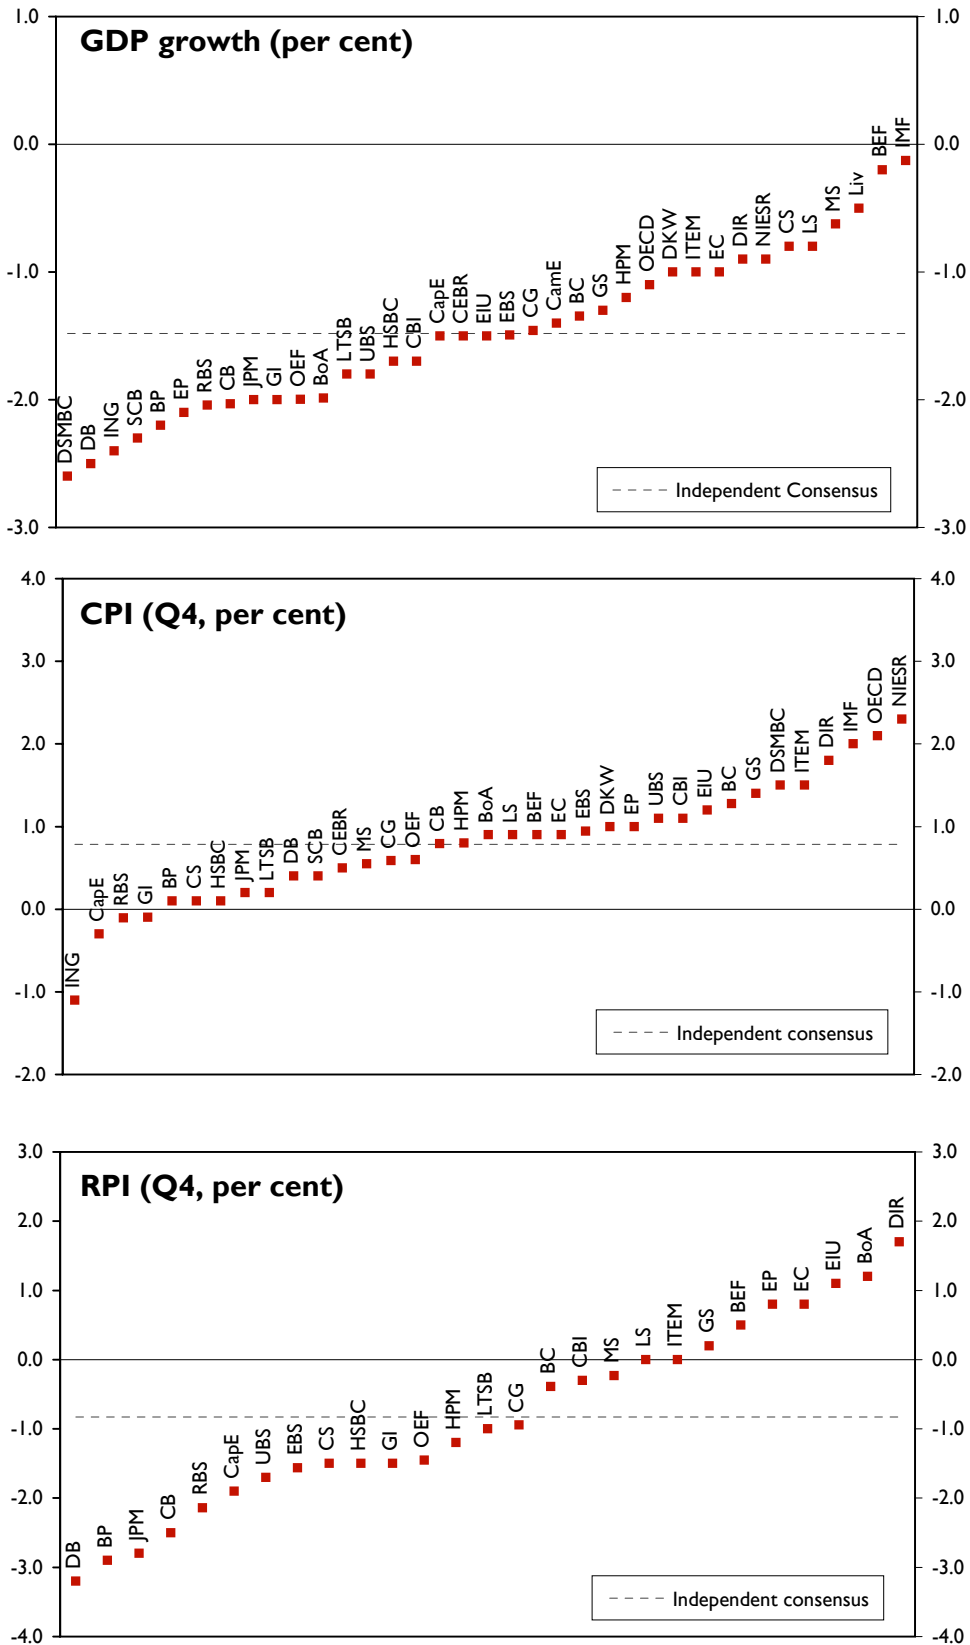 GDP growth (per cent)
1.0 1.0
0.0 0.0
-1.0 -1.0
-2.0 -2.0
-3.0 -3.0
DSMBC DB ING SCB BP EP RBS CB JPM GI OEF BoA LTSB UBS HSBC CBI CapE CEBR EIU EBS CG CamE BC GS HPM OECD DKW ITEM EC DIR NIESR CS LS MS Liv BEF IMF
Independent Consensus
CPI (Q4, per cent)
4.0 4.0
3.0 3.0
2.0 2.0
1.0 1.0
0.0 0.0
-1.0 -1.0
-2.0 -2.0
ING CapE RBS GI BP CS HSBC JPM LTSB DB SCB CEBR MS CG OEF CB HPM BoA LS BEF EC EBS DKW EP UBS CBI EIU BC GS DSMBC ITEM DIR IMF OECD NIESR
Independent consensus
RPI (Q4, per cent)
3.0 3.0
2.0 2.0
1.0 1.0
0.0 0.0
-1.0 -1.0
-2.0 -2.0
-3.0 -3.0
-4.0 -4.0
DB BP JPM CB RBS CapE UBS EBS CS HSBC GI OEF HPM LTSB CG BC CBI MS LS ITEM GS BEF EP EC EIU BoA DIR
Independent consensus